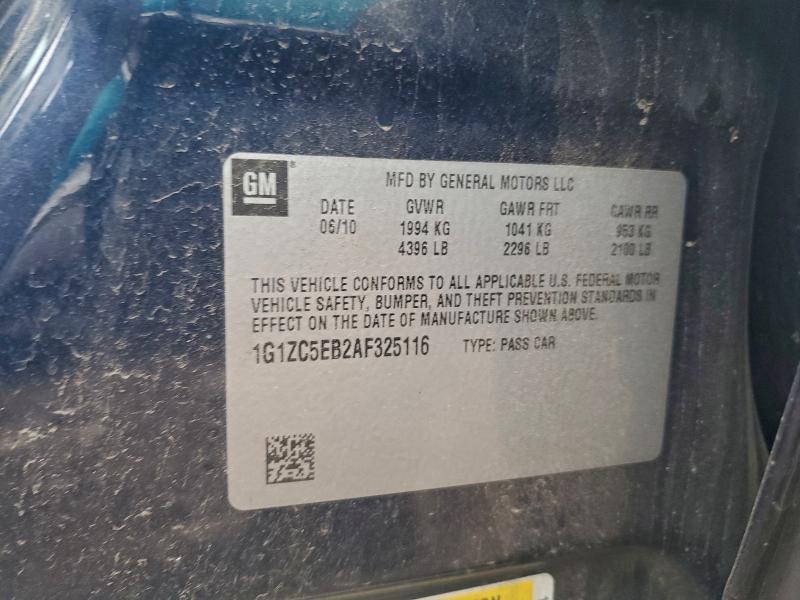 GM
®
MFD BY GENERAL MOTORS LLC
DATE GVWR GAWR FRT GAWR RR
06/10 1994 KG 1041 KG 953 KG
4396 LB 2296 LB 2100 LB
THIS VEHICLE CONFORMS TO ALL APPLICABLE U.S. FEDERAL MOTOR
VEHICLE SAFETY, BUMPER, AND THEFT PREVENTION STANDARDS IN
EFFECT ON THE DATE OF MANUFACTURE SHOWN ABOVE.
1G1ZC5EB2AF325116 TYPE: PASS CAR